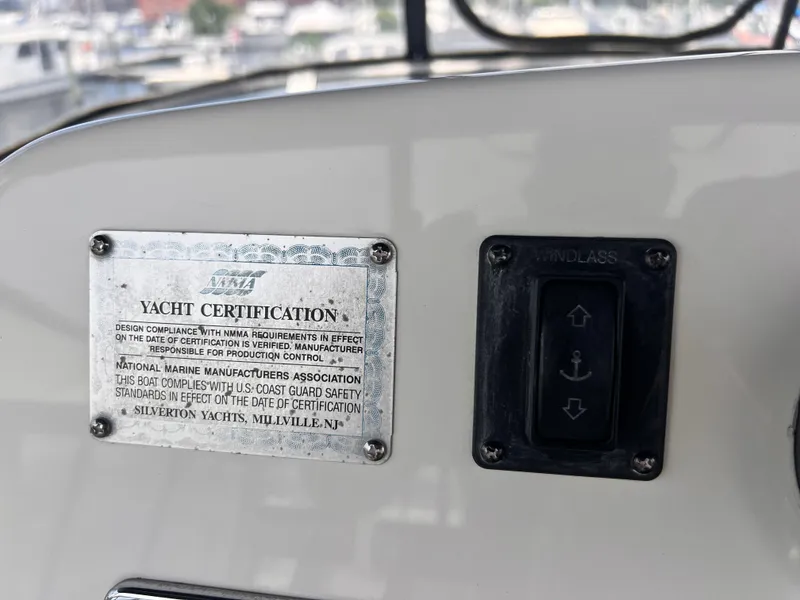 NMMA
YACHT CERTIFICATION
DESIGN COMPLIANCE WITH NMMA REQUIREMENTS IN EFFECT
ON THE DATE OF CERTIFICATION IS VERIFIED. MANUFACTURER
RESPONSIBLE FOR PRODUCTION CONTROL
NATIONAL MARINE MANUFACTURERS ASSOCIATION
THIS BOAT COMPLIES WITH U.S. COAST GUARD SAFETY
STANDARDS IN EFFECT ON THE DATE OF CERTIFICATION
SILVERTON YACHTS, MILLVILLE, NJ
WINDLASS